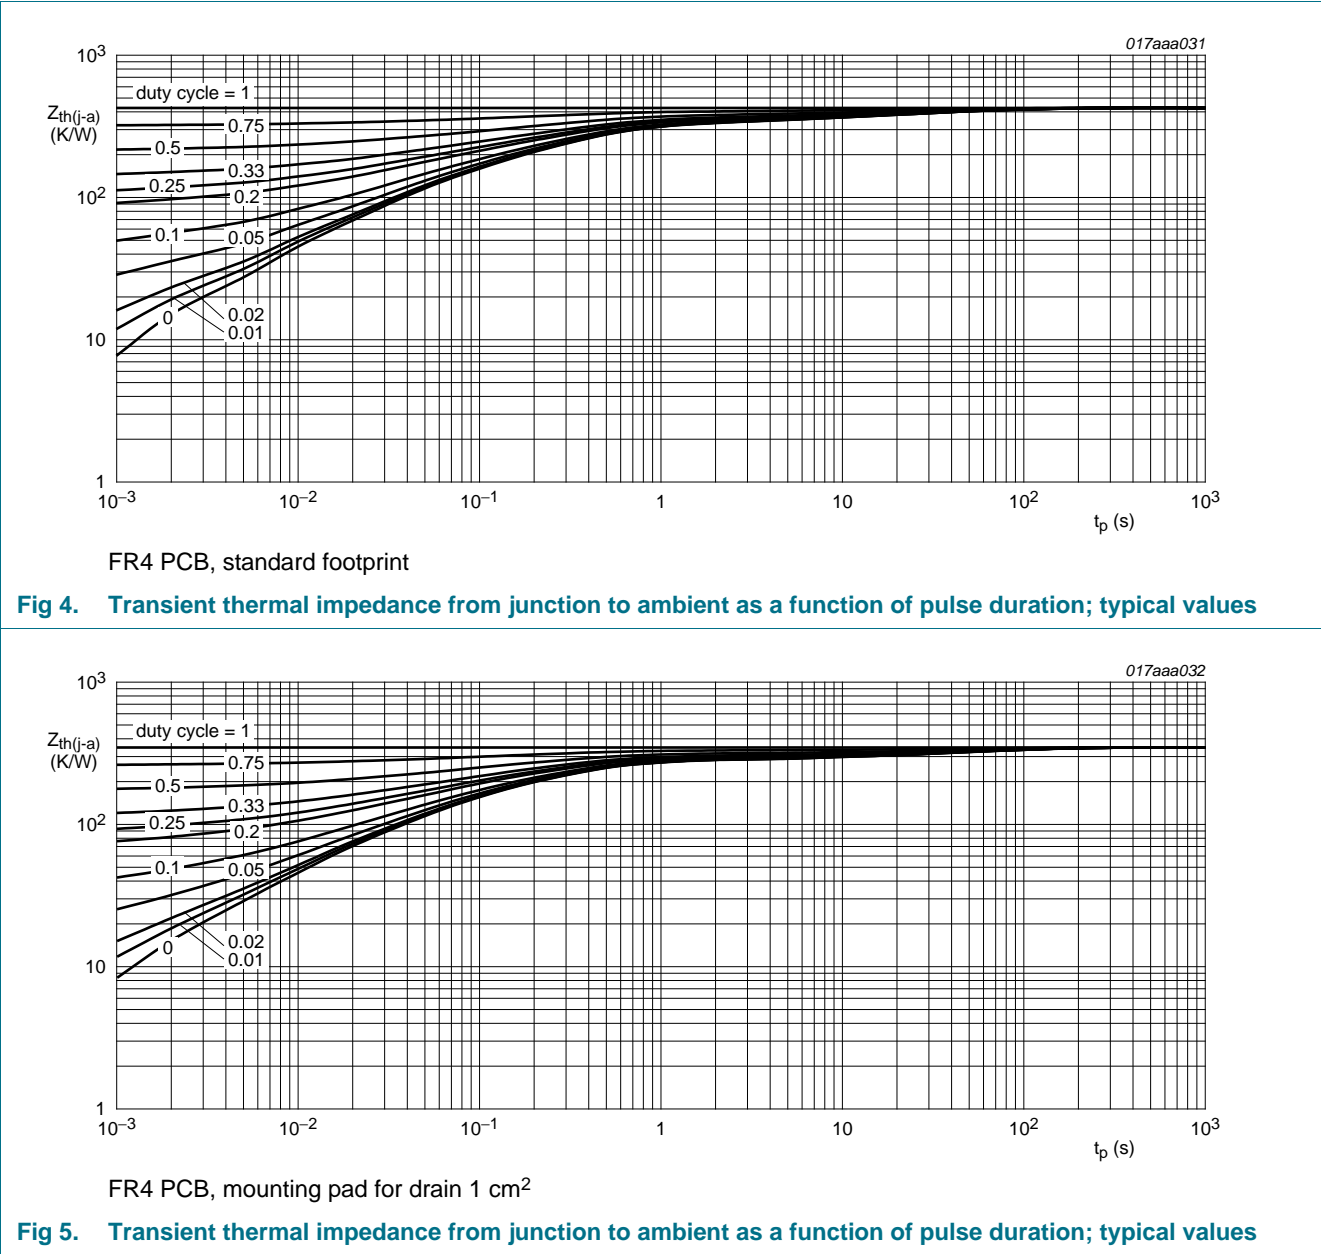 017aaa031
10³
duty cycle = 1
Zth(j-a)
(K/W)
0.75
0.5
0.33
0.25
0.2
10²
0.1
0.05
0.02
0
0.01
10
1
10⁻³ 10⁻² 10⁻¹ 1 10 10² 10³
tp (s)
FR4 PCB, standard footprint
Fig 4. Transient thermal impedance from junction to ambient as a function of pulse duration; typical values
017aaa032
10³
duty cycle = 1
Zth(j-a)
(K/W)
0.75
0.5
0.33
0.25
0.2
10²
0.1
0.05
0.02
0
0.01
10
1
10⁻³ 10⁻² 10⁻¹ 1 10 10² 10³
tp (s)
FR4 PCB, mounting pad for drain 1 cm²
Fig 5. Transient thermal impedance from junction to ambient as a function of pulse duration; typical values